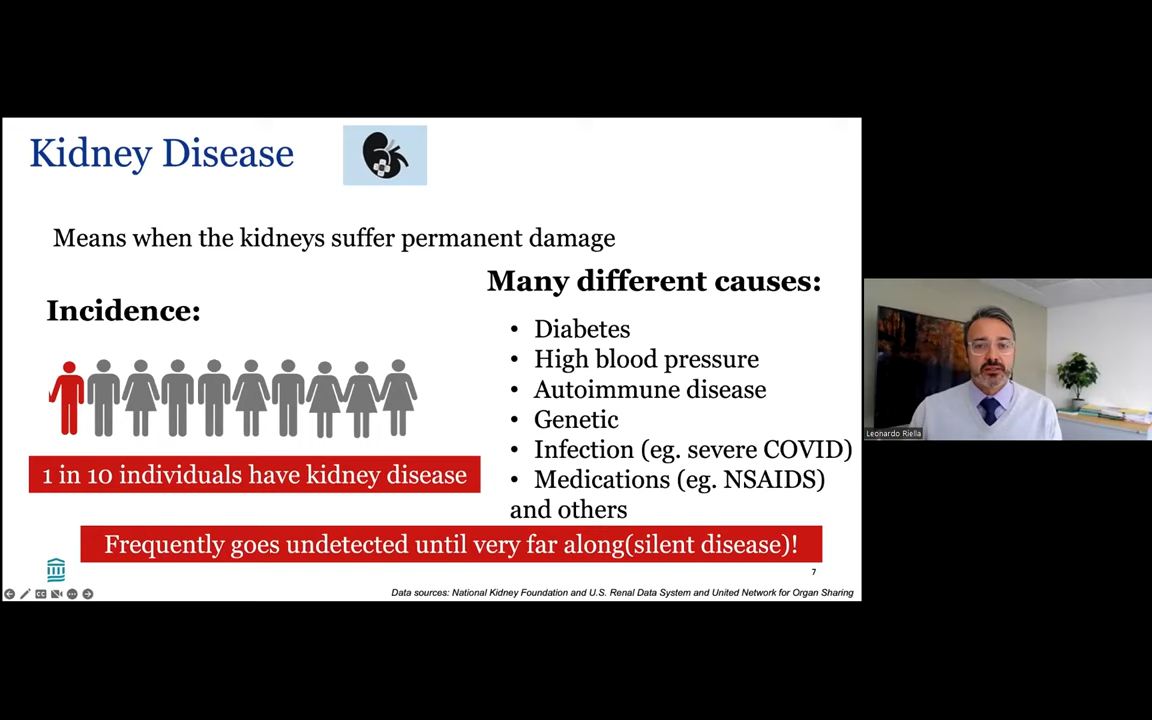 Kidney Disease
Means when the kidneys suffer permanent damage
Incidence:
1 in 10 individuals have kidney disease
Many different causes:
• Diabetes
• High blood pressure
• Autoimmune disease
• Genetic
• Infection (eg. severe COVID)
• Medications (eg. NSAIDS)
and others
Frequently goes undetected until very far along(silent disease)!
7
Data sources: National Kidney Foundation and U.S. Renal Data System and United Network for Organ Sharing
Leonardo Riella